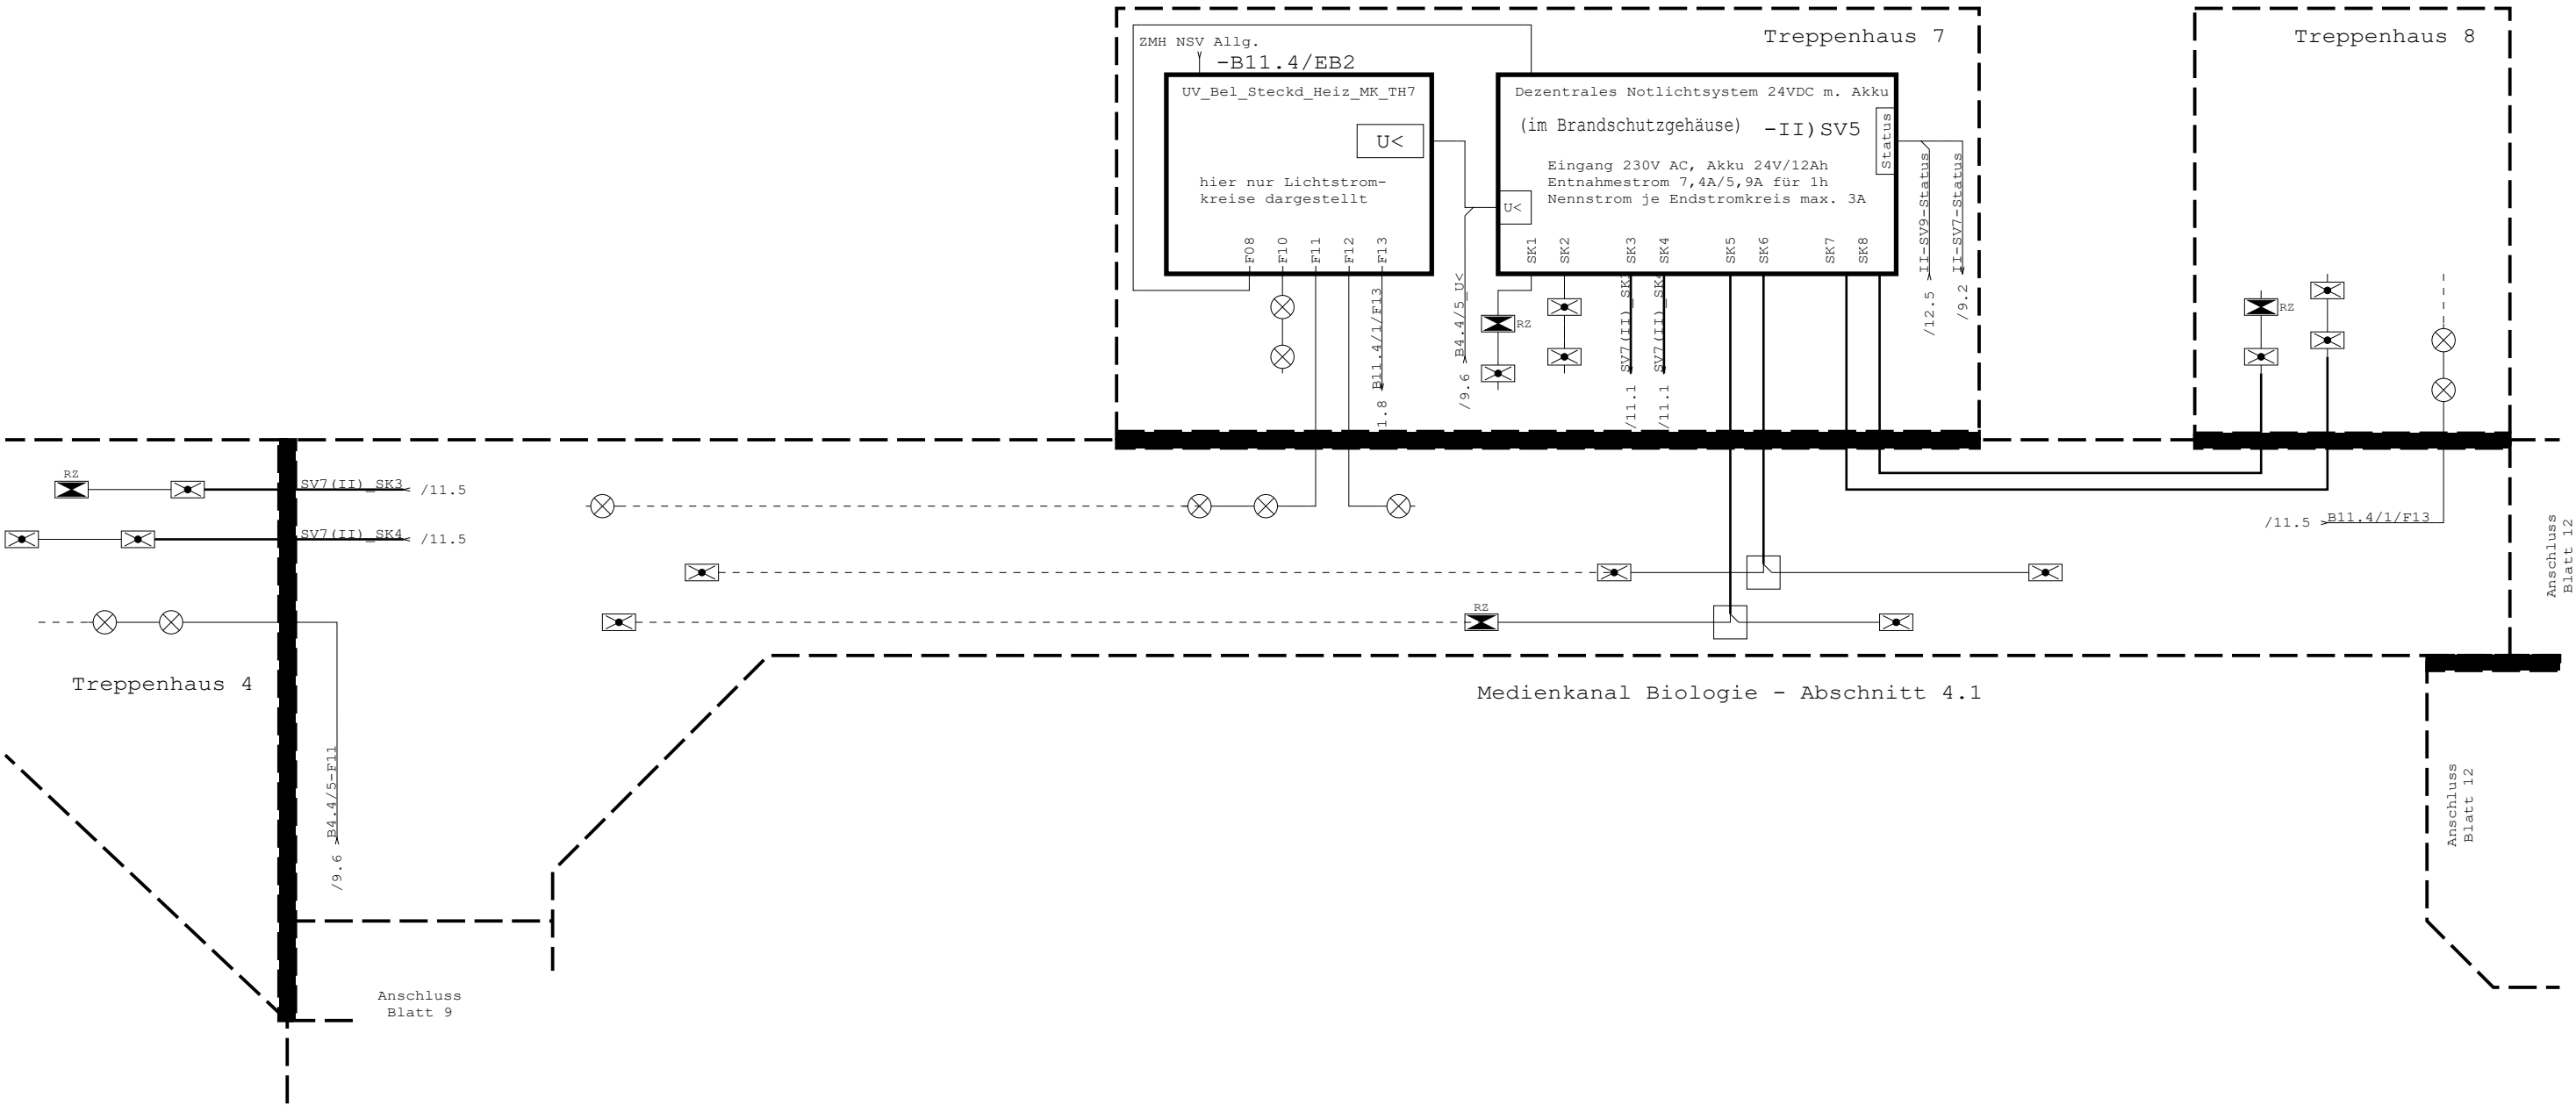 Treppenhaus 7
Treppenhaus 8
ZMH NSV Allg.
-B11.4/EB2
UV_Bel_Steckd_Heiz_MK_TH7
U<
hier nur Lichtstrom-
kreise dargestellt
F08
F10
F11
F12
F13
Dezentrales Notlichtsystem 24VDC m. Akku
(im Brandschutzgehäuse)
-II)SV5
Status
Eingang 230V AC, Akku 24V/12Ah
Entnahmestrom 7,4A/5,9A für 1h
Nennstrom je Endstromkreis max. 3A
U<
SK1
SK2
SK3
SK4
SK5
SK6
SK7
SK8
B11.4/1/F13
1.8
B4.4/5_U<
/9.6
RZ
SV7(II)_SK3
/11.1
SV7(II)_SK4
/11.1
II-SV9-Status
/12.5
II-SV7-Status
/9.2
RZ
RZ
SV7(II)_SK3
/11.5
SV7(II)_SK4
/11.5
/11.5
B11.4/1/F13
Anschluss
Blatt 12
RZ
Treppenhaus 4
Medienkanal Biologie - Abschnitt 4.1
B4.4/5-F11
/9.6
Anschluss
Blatt 12
Anschluss
Blatt 9